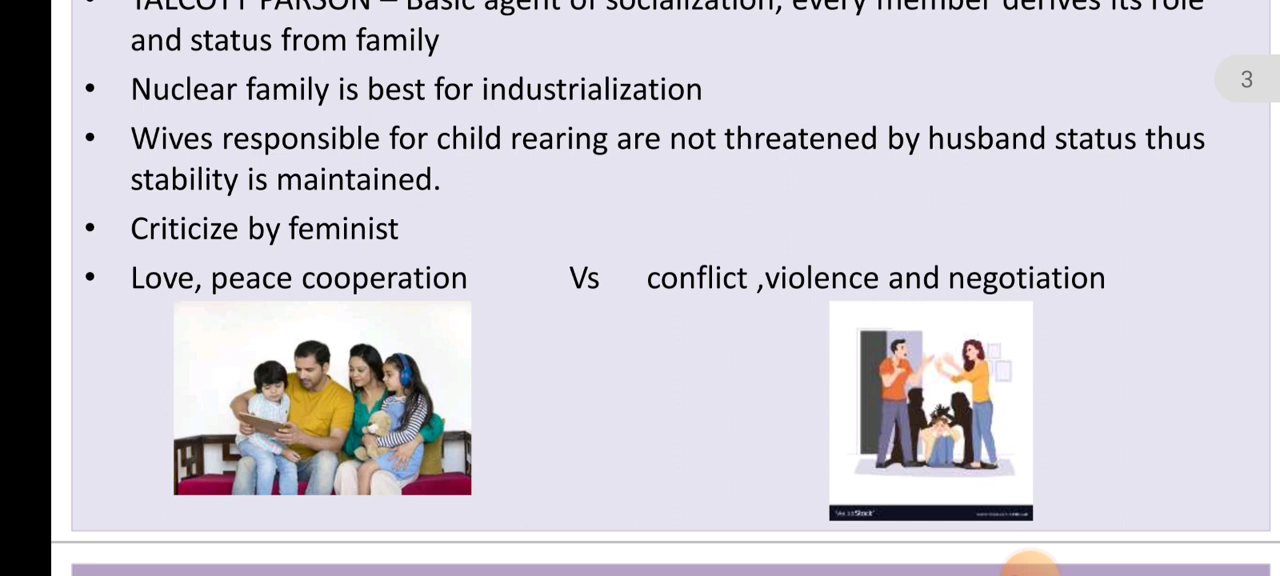 • TALCOTT PARSON – Basic agent of socialization, every member derives its role
and status from family
3
• Nuclear family is best for industrialization
• Wives responsible for child rearing are not threatened by husband status thus
stability is maintained.
• Criticize by feminist
• Love, peace cooperation Vs conflict ,violence and negotiation